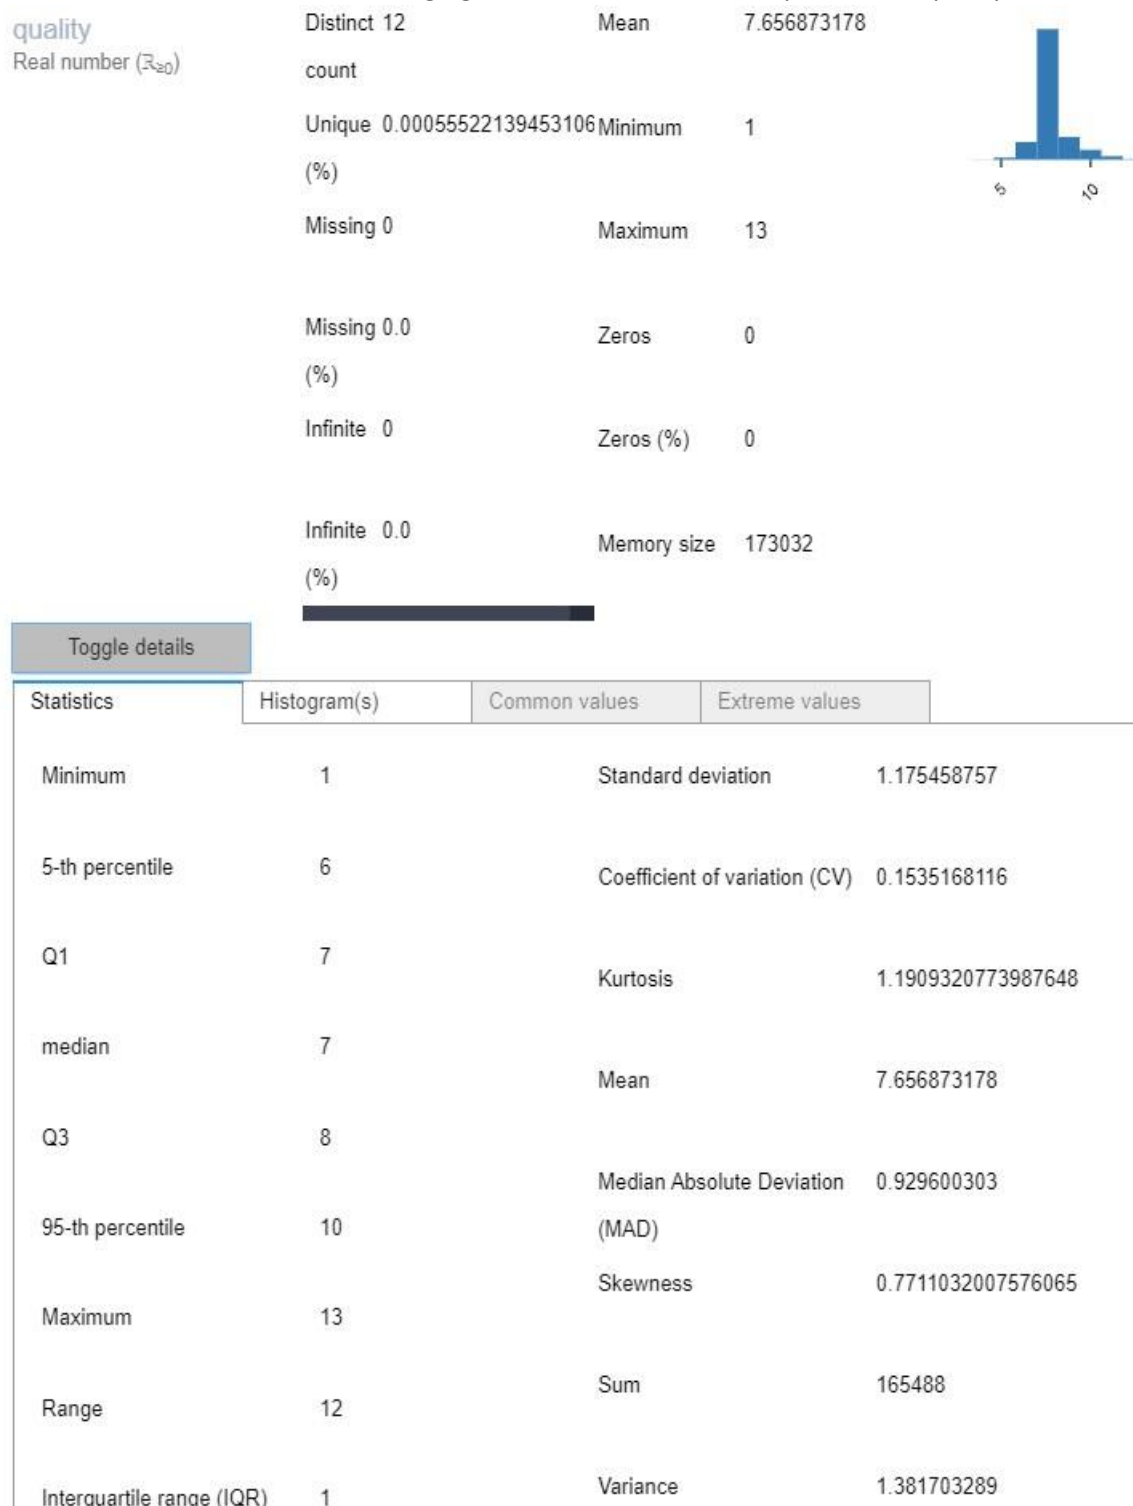 quality
Real number (ℝ≥0)
Distinct 12
count
Unique 0.00055522139453106
(%)
Missing 0
Missing 0.0
(%)
Infinite 0
Infinite 0.0
(%)
Mean 7.656873178
Minimum 1
Maximum 13
Zeros 0
Zeros (%) 0
Memory size 173032
5
10
Toggle details
Statistics Histogram(s) Common values Extreme values
Minimum 1
5-th percentile 6
Q1 7
median 7
Q3 8
95-th percentile 10
Maximum 13
Range 12
Interquartile range (IQR) 1
Standard deviation 1.175458757
Coefficient of variation (CV) 0.1535168116
Kurtosis 1.1909320773987648
Mean 7.656873178
Median Absolute Deviation 0.929600303
(MAD)
Skewness 0.7711032007576065
Sum 165488
Variance 1.381703289